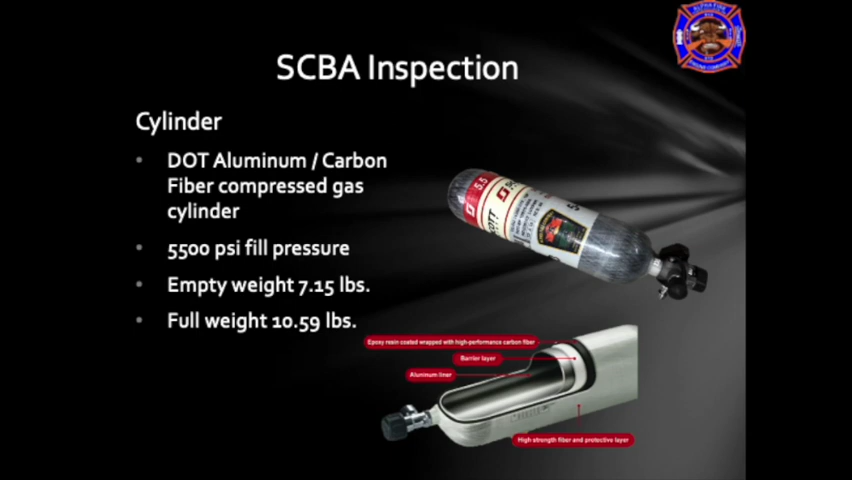 SCBA Inspection
Cylinder
• DOT Aluminum / Carbon
Fiber compressed gas
cylinder
• 5500 psi fill pressure
• Empty weight 7.15 lbs.
• Full weight 10.59 lbs.
5.5
Epoxy resin coated wrapped with high-performance carbon fiber
Barrier layer
Aluminum liner
High strength fiber and protective layer